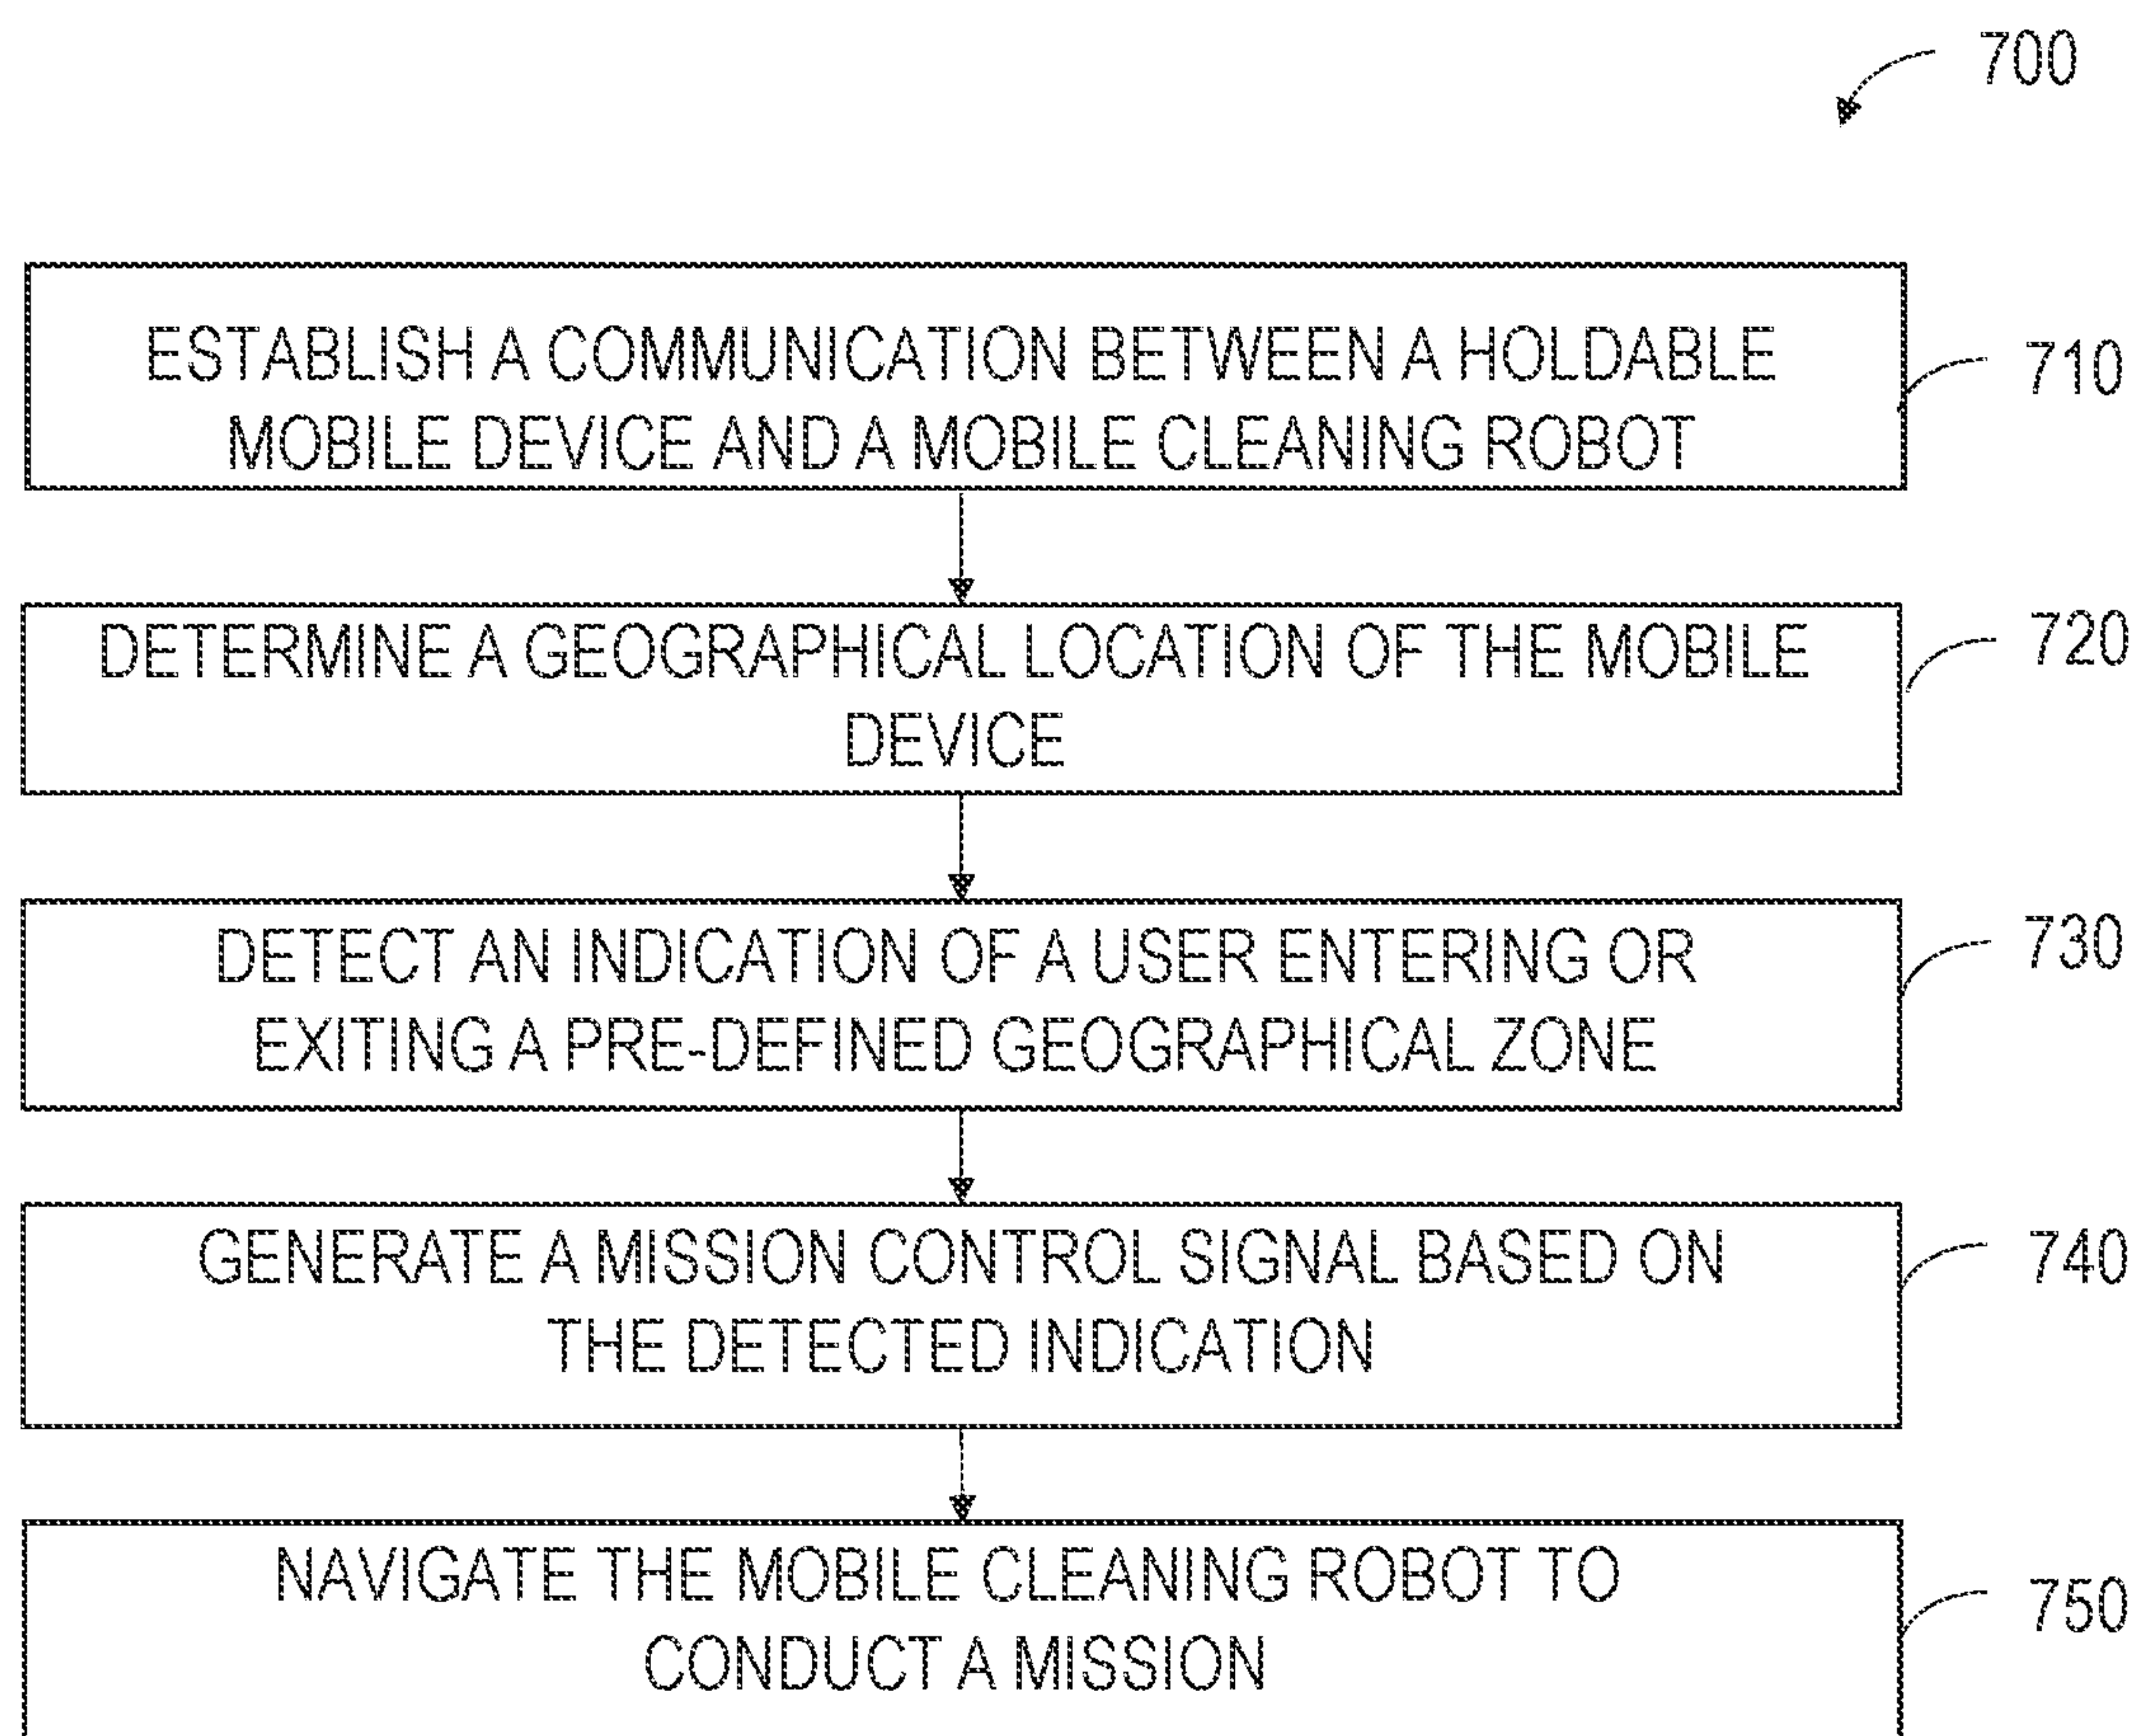 700
ESTABLISH A COMMUNICATION BETWEEN A HOLDABLE
MOBILE DEVICE AND A MOBILE CLEANING ROBOT
710
DETERMINE A GEOGRAPHICAL LOCATION OF THE MOBILE
DEVICE
720
DETECT AN INDICATION OF A USER ENTERING OR
EXITING A PRE-DEFINED GEOGRAPHICAL ZONE
730
GENERATE A MISSION CONTROL SIGNAL BASED ON
THE DETECTED INDICATION
740
NAVIGATE THE MOBILE CLEANING ROBOT TO
CONDUCT A MISSION
750